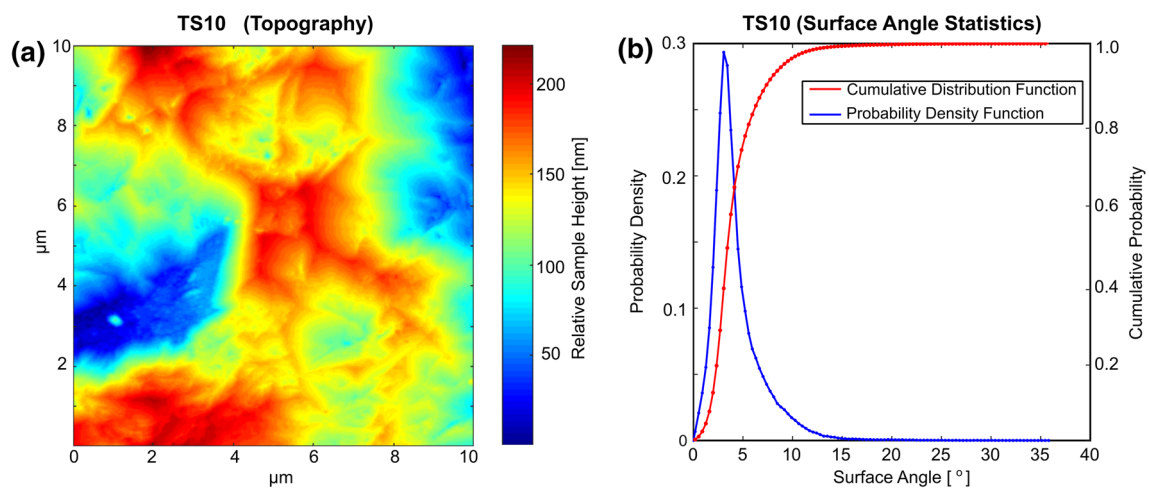 TS10 (Topography)
(a)
10
8
6
4
2
0
μm
0
2
4
6
8
10
μm
200
150
100
50
Relative Sample Height [nm]
TS10 (Surface Angle Statistics)
(b)
0.3
0.2
0.1
0
Probability Density
Cumulative Distribution Function
Probability Density Function
1.0
0.8
0.6
0.4
0.2
Cumulative Probability
0
5
10
15
20
25
30
35
40
Surface Angle [ ° ]